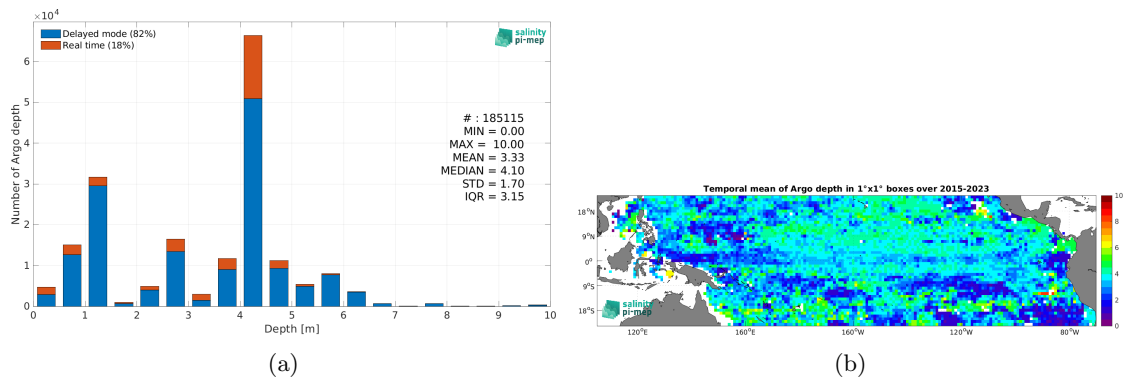 ×10⁴
Delayed mode (82%)
Real time (18%)
salinity
pi-mep
6
5
4
3
2
1
0
Number of Argo depth
# : 185115
MIN = 0.00
MAX = 10.00
MEAN = 3.33
MEDIAN = 4.10
STD = 1.70
IQR = 3.15
0 1 2 3 4 5 6 7 8 9 10
Depth [m]
(a)
Temporal mean of Argo depth in 1°x1° boxes over 2015-2023
18°N
9°N
0°
9°S
18°S
salinity
pi-mep
120°E 160°E 160°W 120°W 80°W
10
8
6
4
2
0
(b)